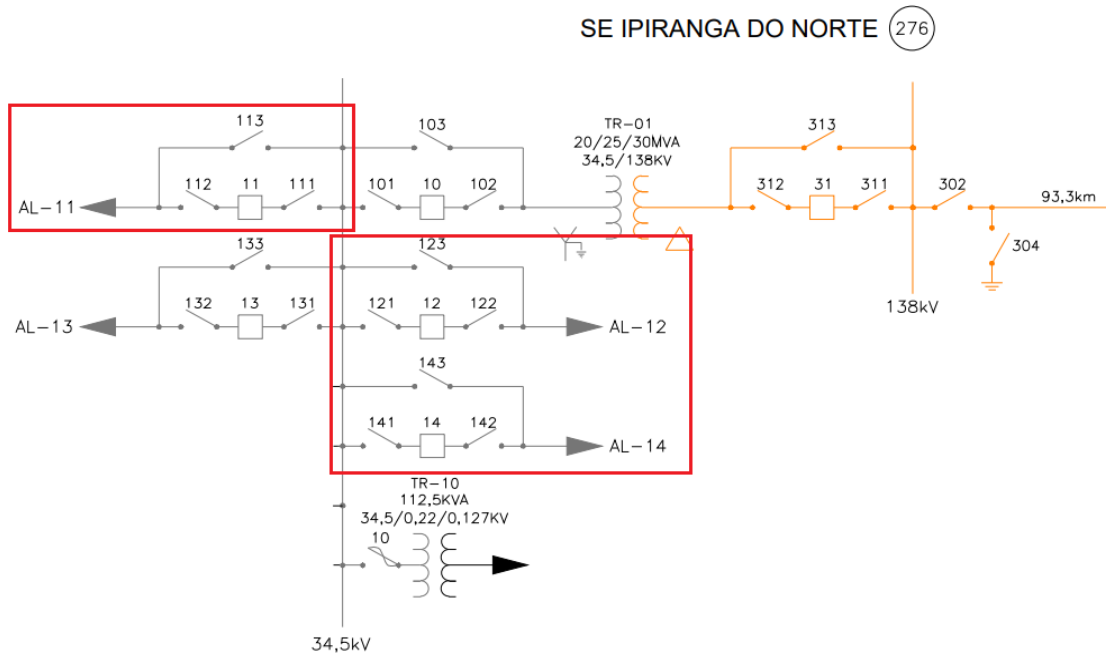 SE IPIRANGA DO NORTE 276
113
103
TR-01
20/25/30MVA
34,5/138KV
313
112 11 111 101 10 102
312 31 311 302 93,3km
AL-11
304
133 123
132 13 131 121 12 122
138kV
AL-13 AL-12
143
141 14 142
AL-14
TR-10
112,5KVA
34,5/0,22/0,127KV
10
34,5kV